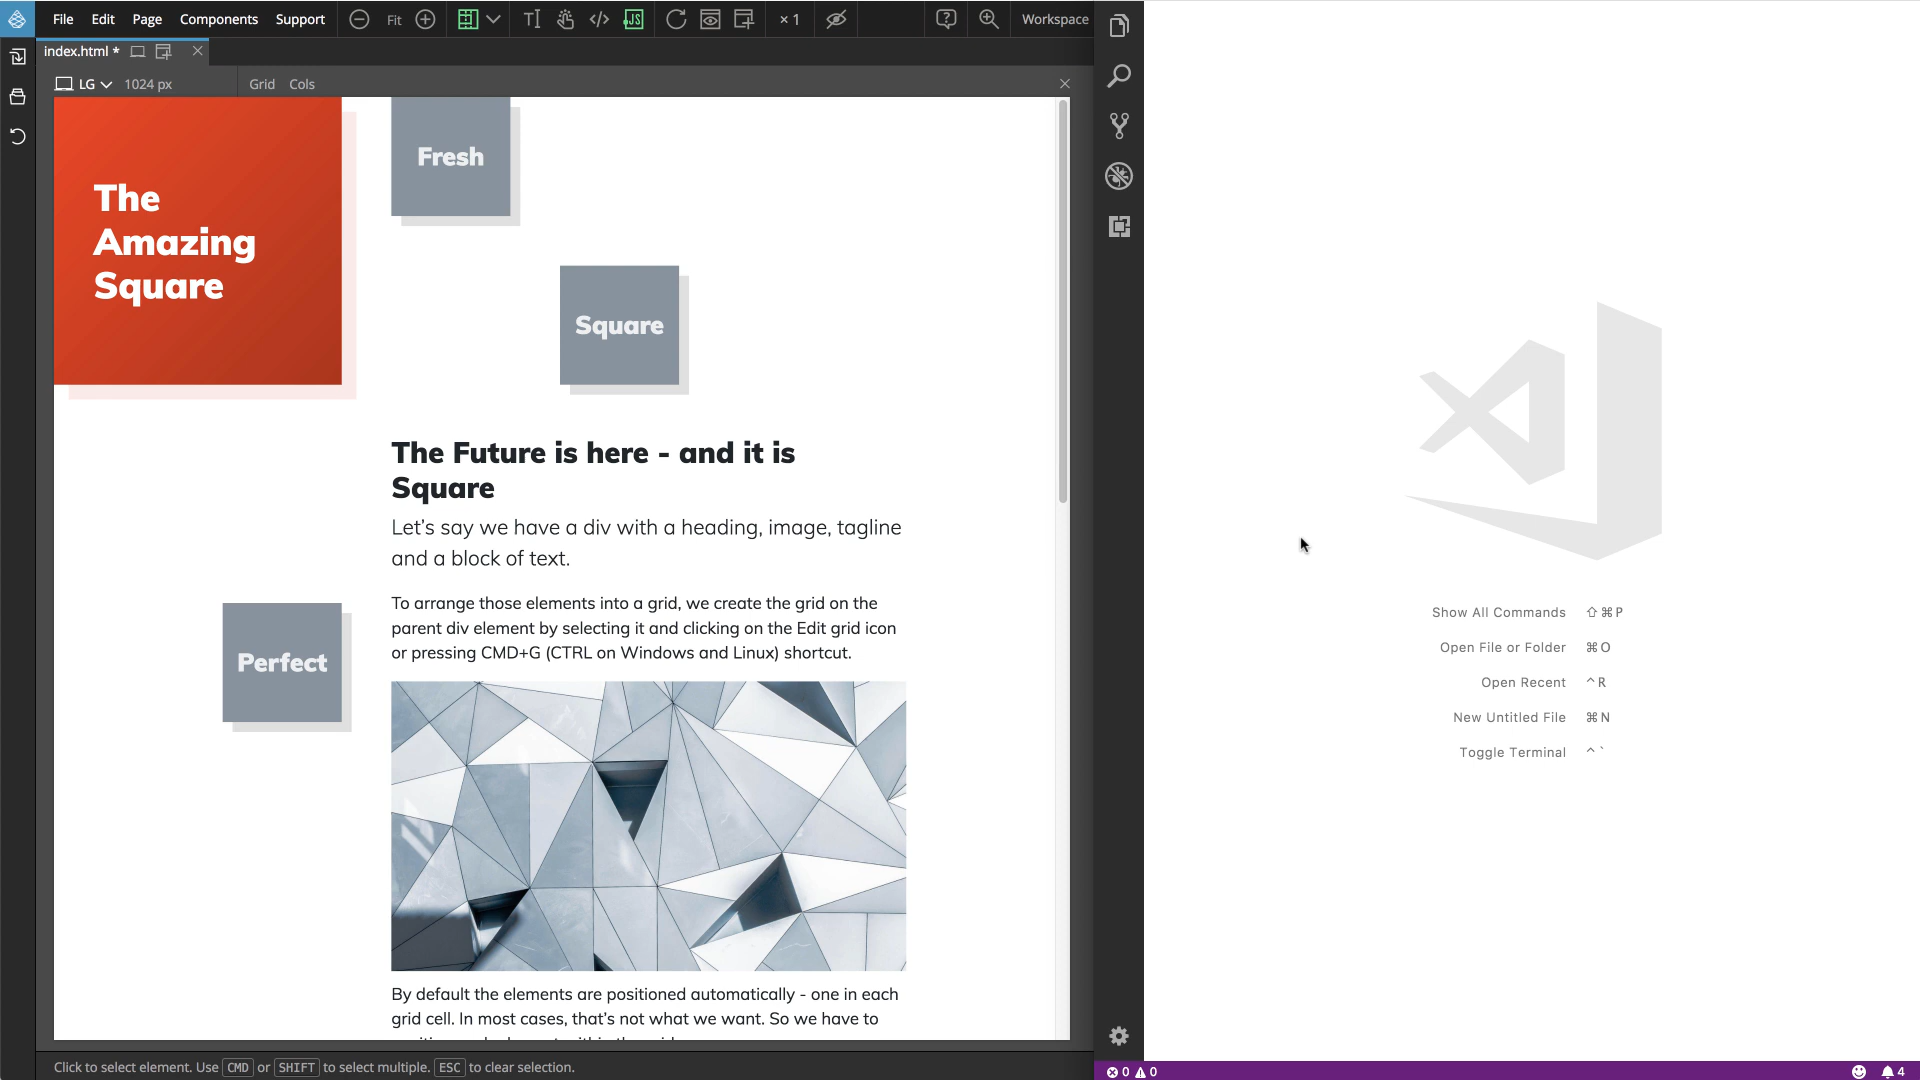 File Edit Page Components Support Fit JS × 1 Workspace
index.html *
LG 1024 px Grid Cols
The
Amazing
Square
Fresh
Square
The Future is here - and it is
Square
Let's say we have a div with a heading, image, tagline
and a block of text.
To arrange those elements into a grid, we create the grid on the
parent div element by selecting it and clicking on the Edit grid icon
or pressing CMD+G (CTRL on Windows and Linux) shortcut.
Perfect
By default the elements are positioned automatically - one in each
grid cell. In most cases, that's not what we want. So we have to
Click to select element. Use CMD or SHIFT to select multiple. ESC to clear selection.
Show All Commands ⇧⌘P
Open File or Folder ⌘O
Open Recent ^R
New Untitled File ⌘N
Toggle Terminal ^`
0 0 4